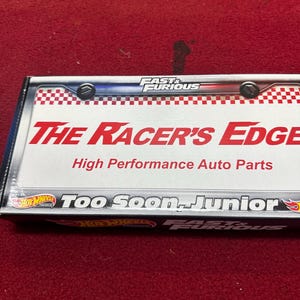 FAST & FURIOUS
THE RACER'S EDGE
High Performance Auto Parts
Hot Wheels Too Soon, Junior
Hot Wheels FAST & FURIOUS